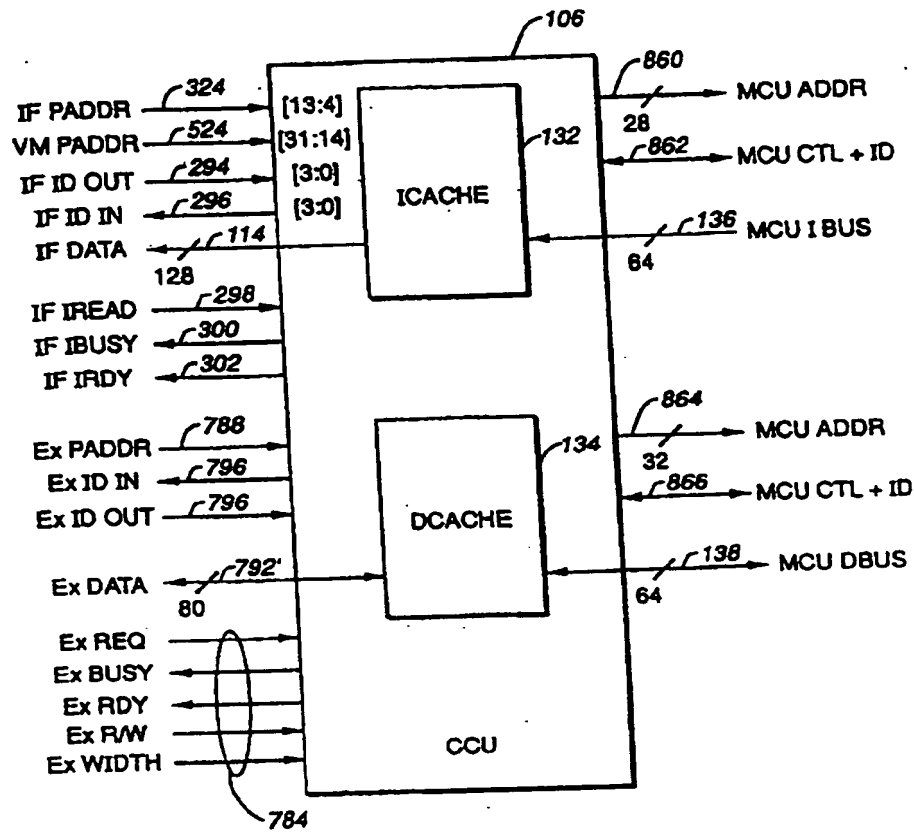 106
IF PADDR 324 [13:4]
VM PADDR 524 [31:14]
IF ID OUT 294 [3:0]
IF ID IN 296 [3:0]
IF DATA 114
128
IF IREAD 298
IF IBUSY 300
IF IRDY 302
Ex PADDR 788
Ex ID IN 796
Ex ID OUT 796
Ex DATA 792'
80
Ex REQ
Ex BUSY
Ex RDY
Ex R/W
Ex WIDTH
784
ICACHE
132
DCACHE
134
CCU
860 MCU ADDR
28
862 MCU CTL + ID
136 MCU I BUS
64
864 MCU ADDR
32
866 MCU CTL + ID
138 MCU DBUS
64